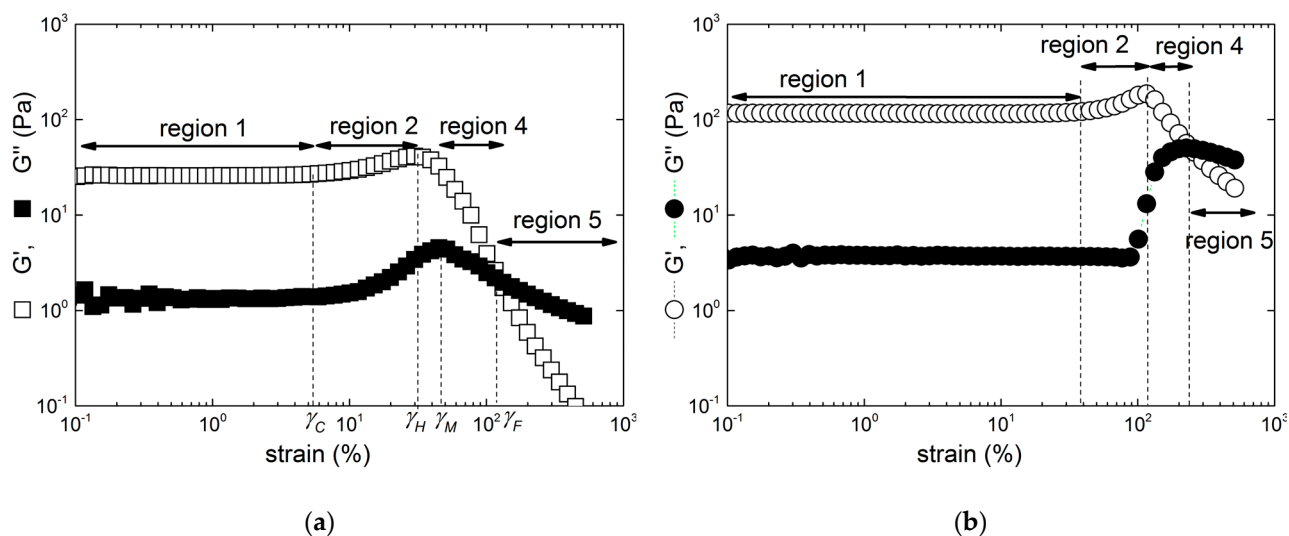 10³
10²
10¹
10⁰
10⁻¹
G', G'' (Pa)
region 1
region 2
region 4
region 5
10⁻¹ 10⁰ γC 10¹ γH γM 10² γF 10³
strain (%)
(a)
10³
10²
10¹
10⁰
10⁻¹
G', G'' (Pa)
region 1
region 2
region 4
region 5
10⁻¹ 10⁰ 10¹ 10² 10³
strain (%)
(b)